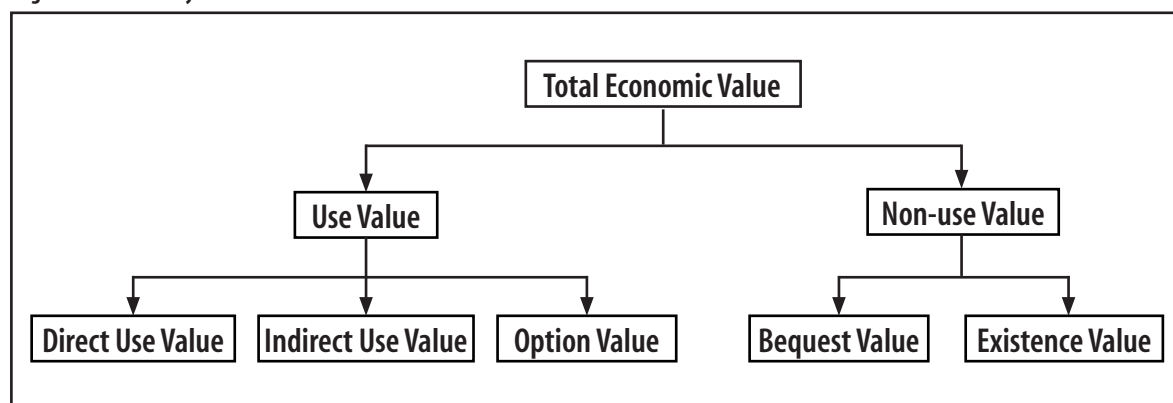 Total Economic Value
Use Value
Non-use Value
Direct Use Value
Indirect Use Value
Option Value
Bequest Value
Existence Value